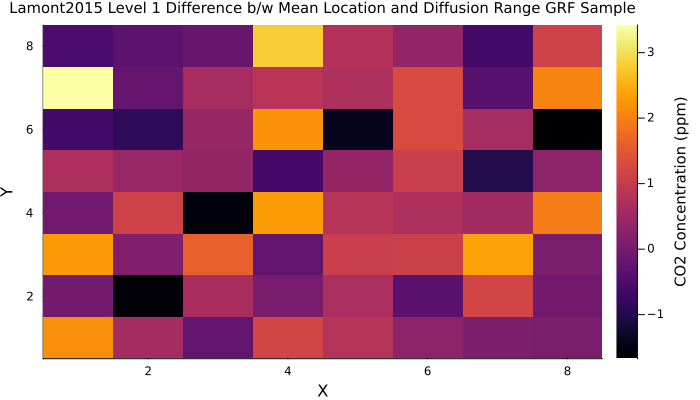 Lamont2015 Level 1 Difference b/w Mean Location and Diffusion Range GRF Sample
8
6
4
2
Y
2 4 6 8
X
3
2
1
0
−1
CO2 Concentration (ppm)